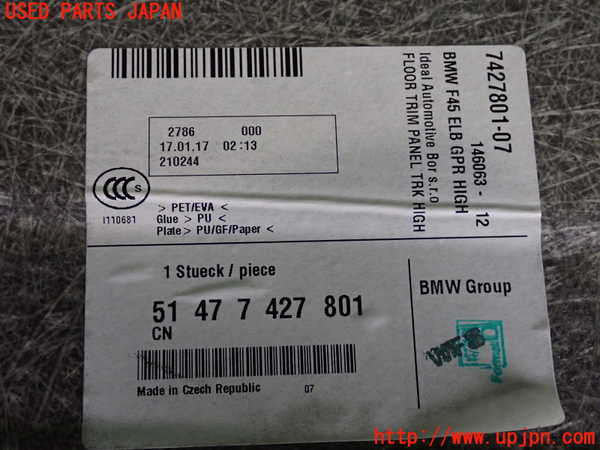 USED PARTS JAPAN
2786 000
17.01.17 02:13
210244
CCC S
I110681
> PET/EVA <
Glue > PU <
Plate > PU/GF/Paper <
7427801-07
146063 - 12
BMW F45 ELB GPR HIGH
Ideal Automotive Bor s.r.o
FLOOR TRIM PANEL TRK HIGH
1 Stueck / piece
51 47 7 427 801
CN
Made in Czech Republic 07
BMW Group
http://www.upjpn.com/